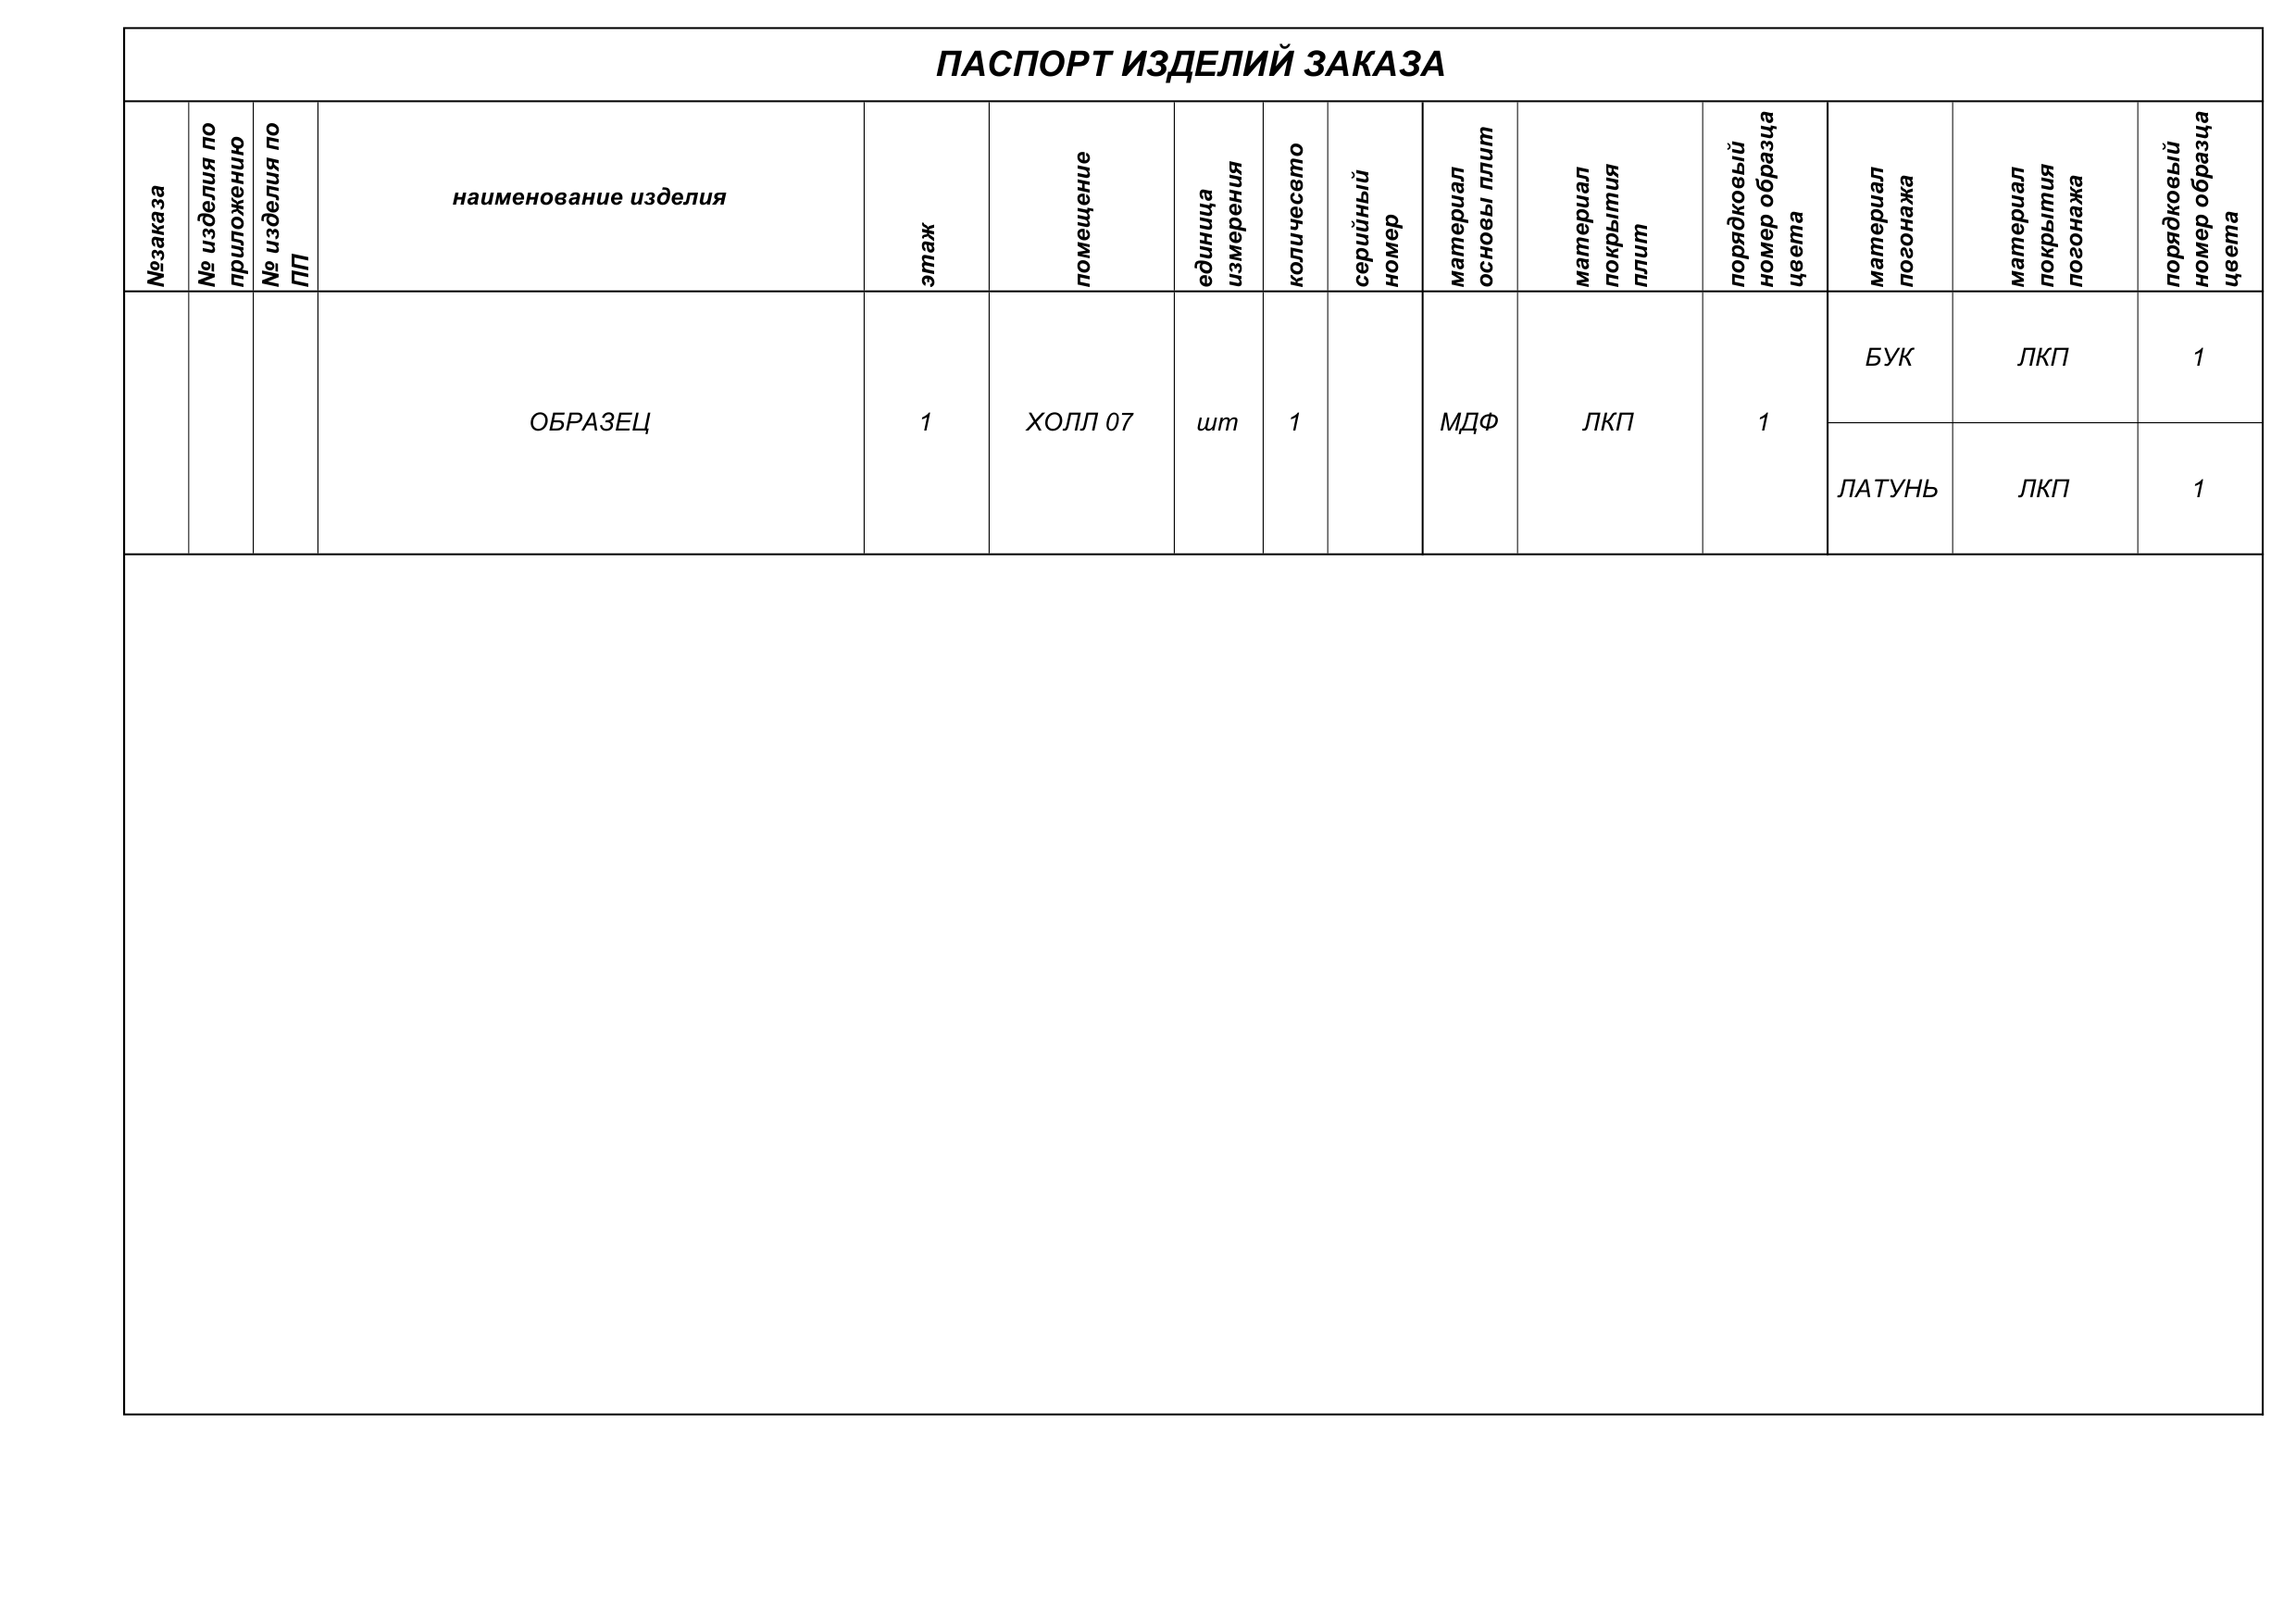 ПАСПОРТ ИЗДЕЛИЙ ЗАКАЗА
№заказа
№ изделия по
приложению
№ изделия по
ПП
наименование изделия
этаж
помещение
единица
измерения
количесвто
серийный
номер
материал
основы плит
материал
покрытия
плит
порядковый
номер образца
цвета
материал
погонажа
материал
покрытия
погонажа
порядковый
номер образца
цвета
ОБРАЗЕЦ
1
ХОЛЛ 07
шт
1
МДФ
ЛКП
1
БУК
ЛКП
1
ЛАТУНЬ
ЛКП
1